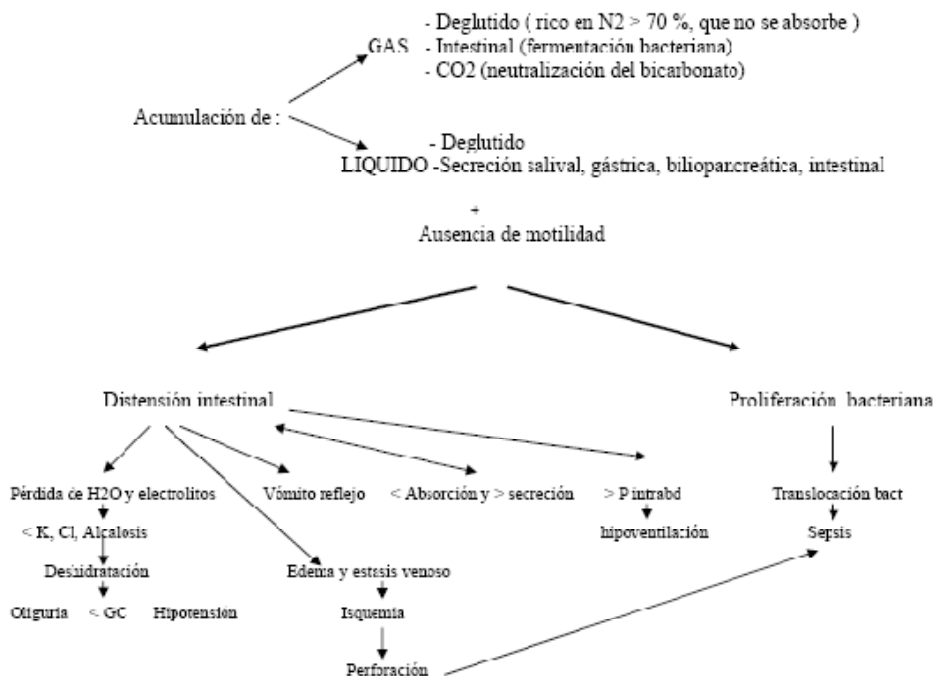 - Deglutido ( rico en N2 > 70 %, que no se absorbe )
GAS - Intestinal (fermentación bacteriana)
- CO2 (neutralización del bicarbonato)
Acumulación de :
- Deglutido
LIQUIDO -Secreción salival, gástrica, biliopancreática, intestinal
+
Ausencia de motilidad
Distensión intestinal
Proliferación bacteriana
Pérdida de H2O y electrolitos
Vómito reflejo
< Absorción y > secreción
> P intrabd
Translocación bact
< K, Cl, Alcalosis
hipoventilación
Sepsis
Deshidratación
Edema y estasis venoso
Oliguria < GC Hipotensión
Isquemia
Perforación